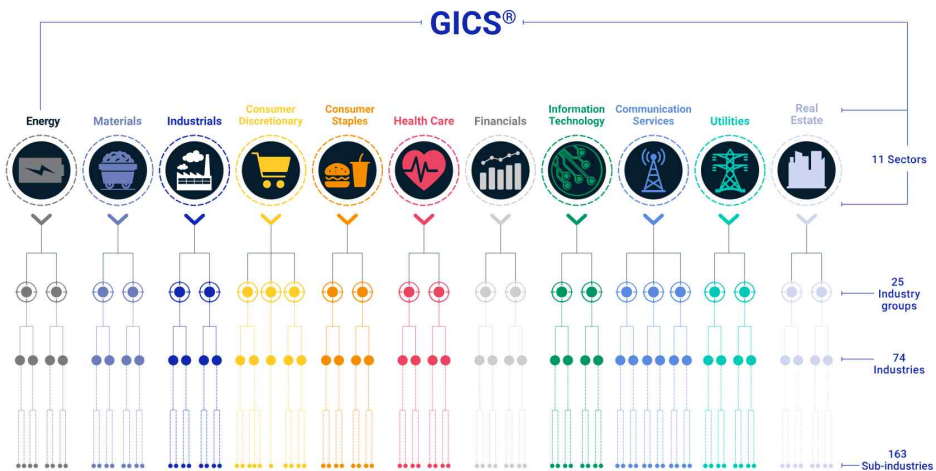 GICS®
Energy
Materials
Industrials
Consumer
Discretionary
Consumer
Staples
Health Care
Financials
Information
Technology
Communication
Services
Utilities
Real
Estate
11 Sectors
25
Industry
groups
74
Industries
163
Sub-industries